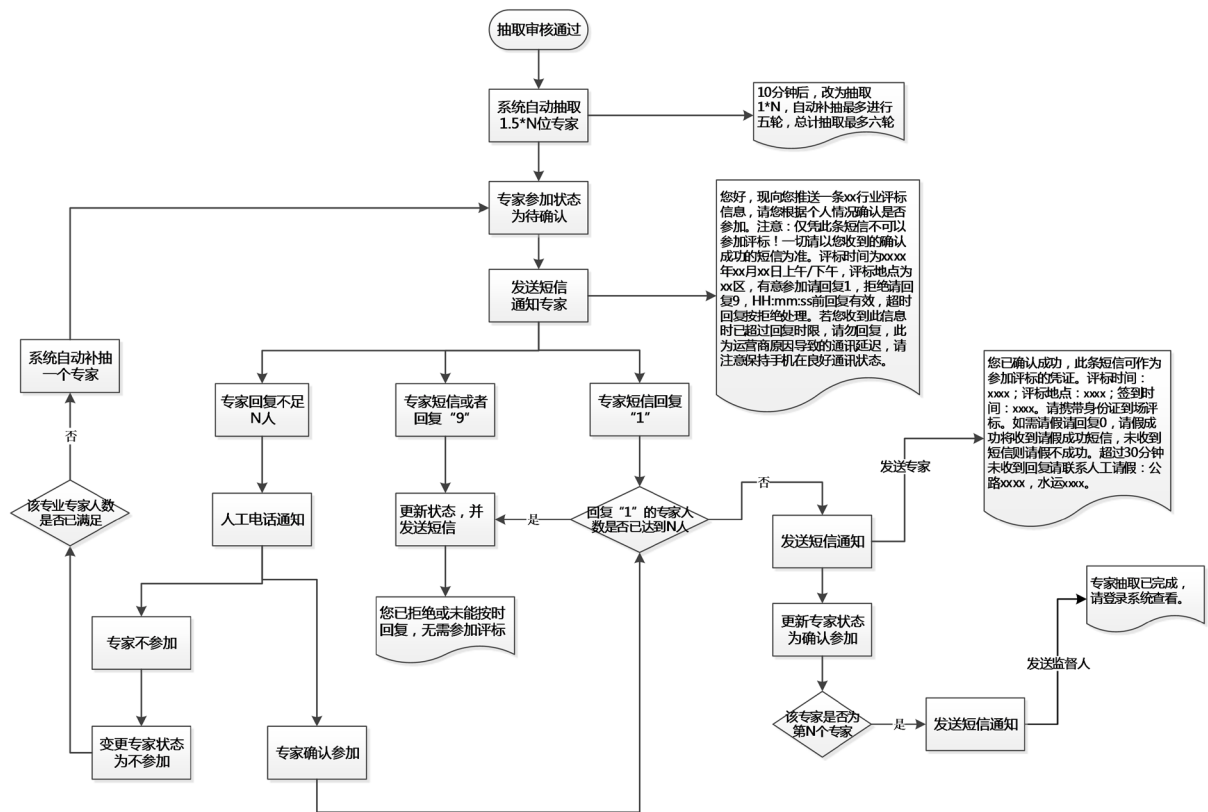 抽取审核通过
系统自动抽取
1.5*N位专家
10分钟后，改为抽取
1*N，自动补抽最多进行
五轮，总计抽取最多六轮
专家参加状态
为待确认
您好，现向您推送一条xx行业评标
信息，请您根据个人情况确认是否
参加。注意：仅凭此条短信不可以
参加评标！一切请以您收到的确认
成功的短信为准。评标时间为xxxx
年xx月xx日上午/下午，评标地点为
xx区，有意参加请回复1，拒绝请回
复9，HH:mm:ss前回复有效，超时
回复按拒绝处理。若您收到此信息
时已超过回复时限，请勿回复，此
为运营商原因导致的通讯延迟，请
注意保持手机在良好通讯状态。
发送短信
通知专家
系统自动补抽
一个专家
专家回复不足
N人
专家短信或者
回复“9”
专家短信回复
“1”
您已确认成功，此条短信可作为
参加评标的凭证。评标时间：
xxxx；评标地点：xxxx；签到时
间：xxxx。请携带身份证到场评
标。如需请假请回复0，请假成
功将收到请假成功短信，未收到
短信则请假不成功。超过30分钟
未收到回复请联系人工请假：公
路xxxx，水运xxxx。
否
发送专家
该专业专家人数
是否已满足
人工电话通知
更新状态，并
发送短信
是
回复“1”的专家人
数是否已达到N人
否
发送短信通知
您已拒绝或未能按时
回复，无需参加评标
专家抽取已完成，
请登录系统查看。
专家不参加
更新专家状态
为确认参加
发送监督人
变更专家状态
为不参加
专家确认参加
该专家是否为
第N个专家
是
发送短信通知